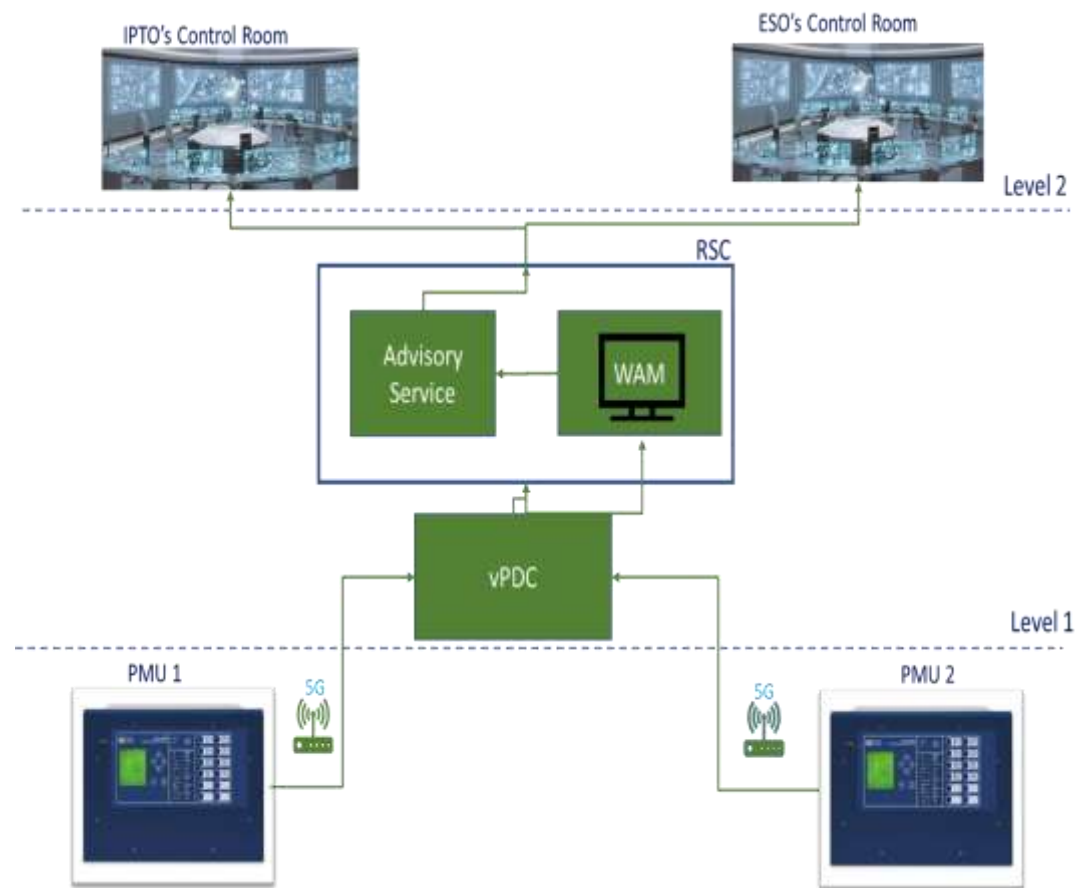 IPTO's Control Room
ESO's Control Room
Level 2
RSC
Advisory
Service
WAM
vPDC
Level 1
PMU 1
5G
PMU 2
5G